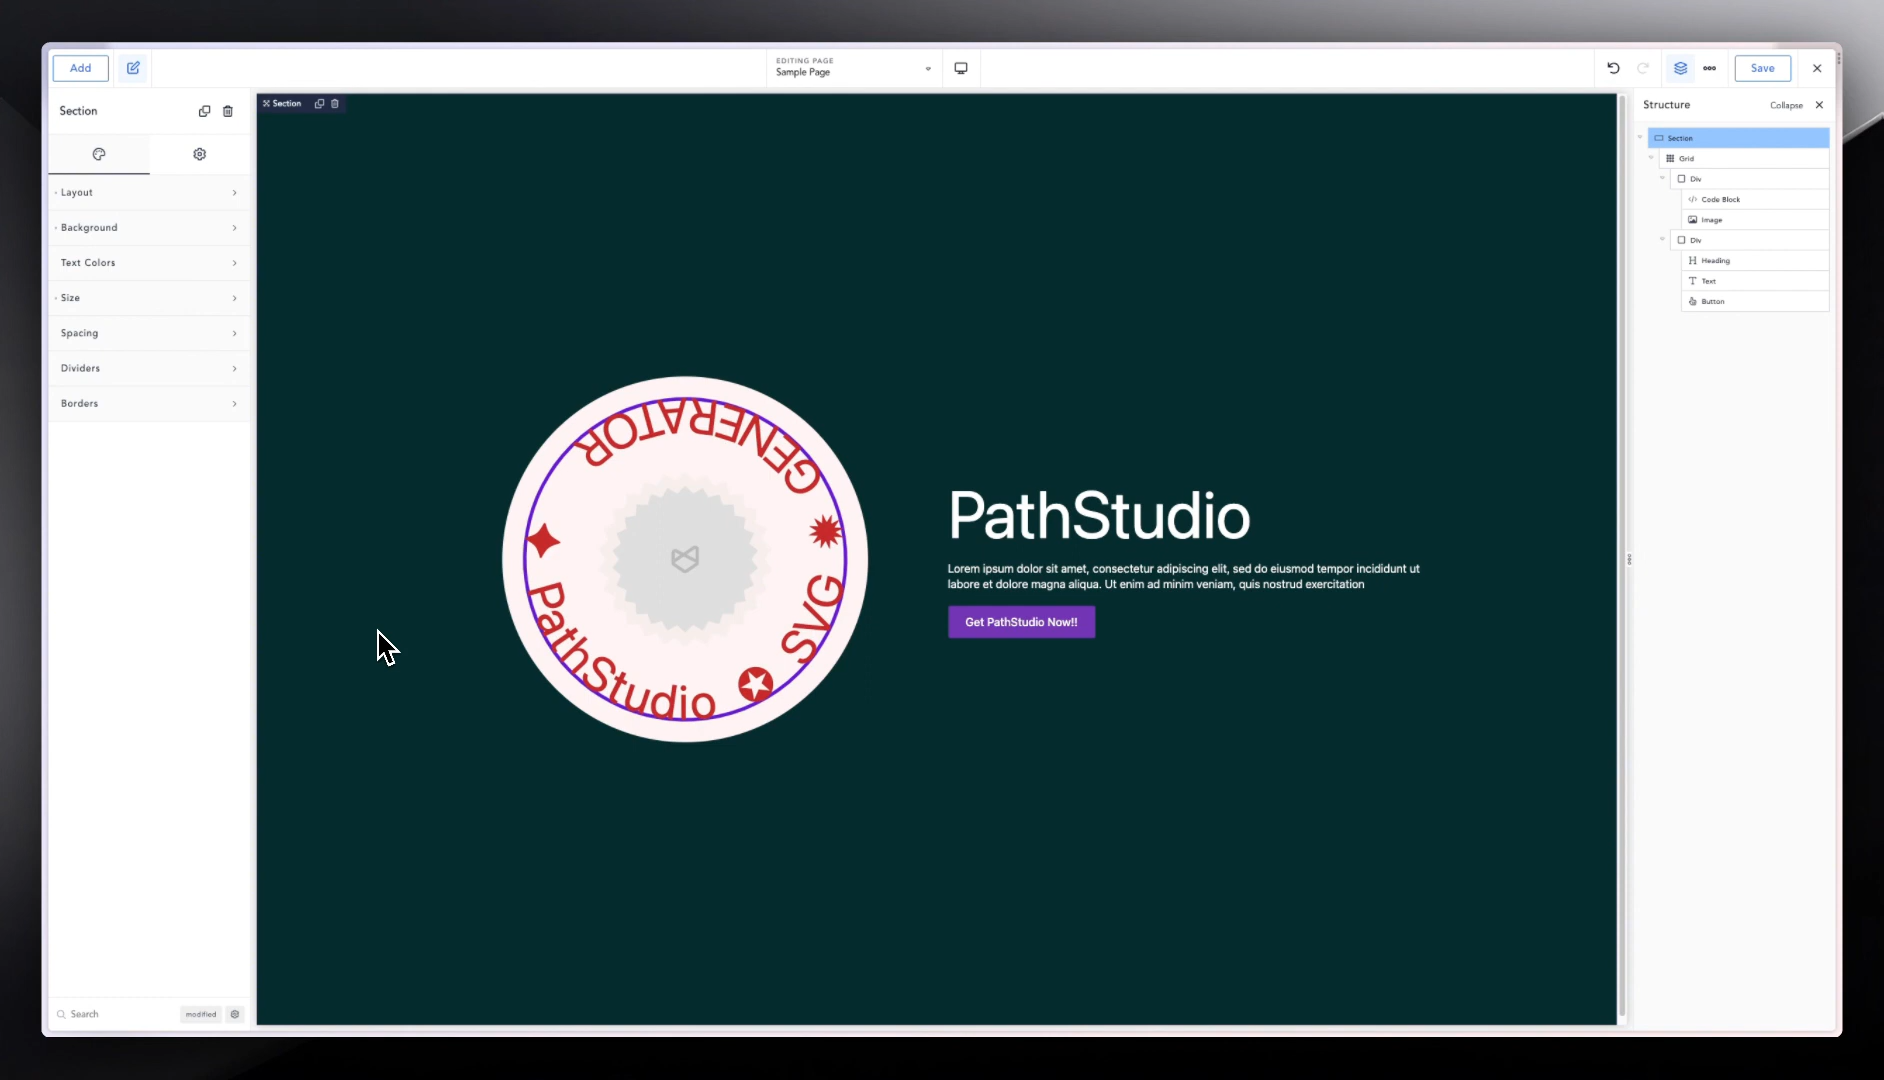 Add
EDITING PAGE
Sample Page
Save
Section
Layout
Background
Text Colors
Size
Spacing
Dividers
Borders
Search
modified
Section
PathStudio
SVG
GENERATOR
PathStudio
Lorem ipsum dolor sit amet, consectetur adipiscing elit, sed do eiusmod tempor incididunt ut
labore et dolore magna aliqua. Ut enim ad minim veniam, quis nostrud exercitation
Get PathStudio Now!!
Structure
Collapse
Section
Grid
Div
Code Block
Image
Div
Heading
Text
Button